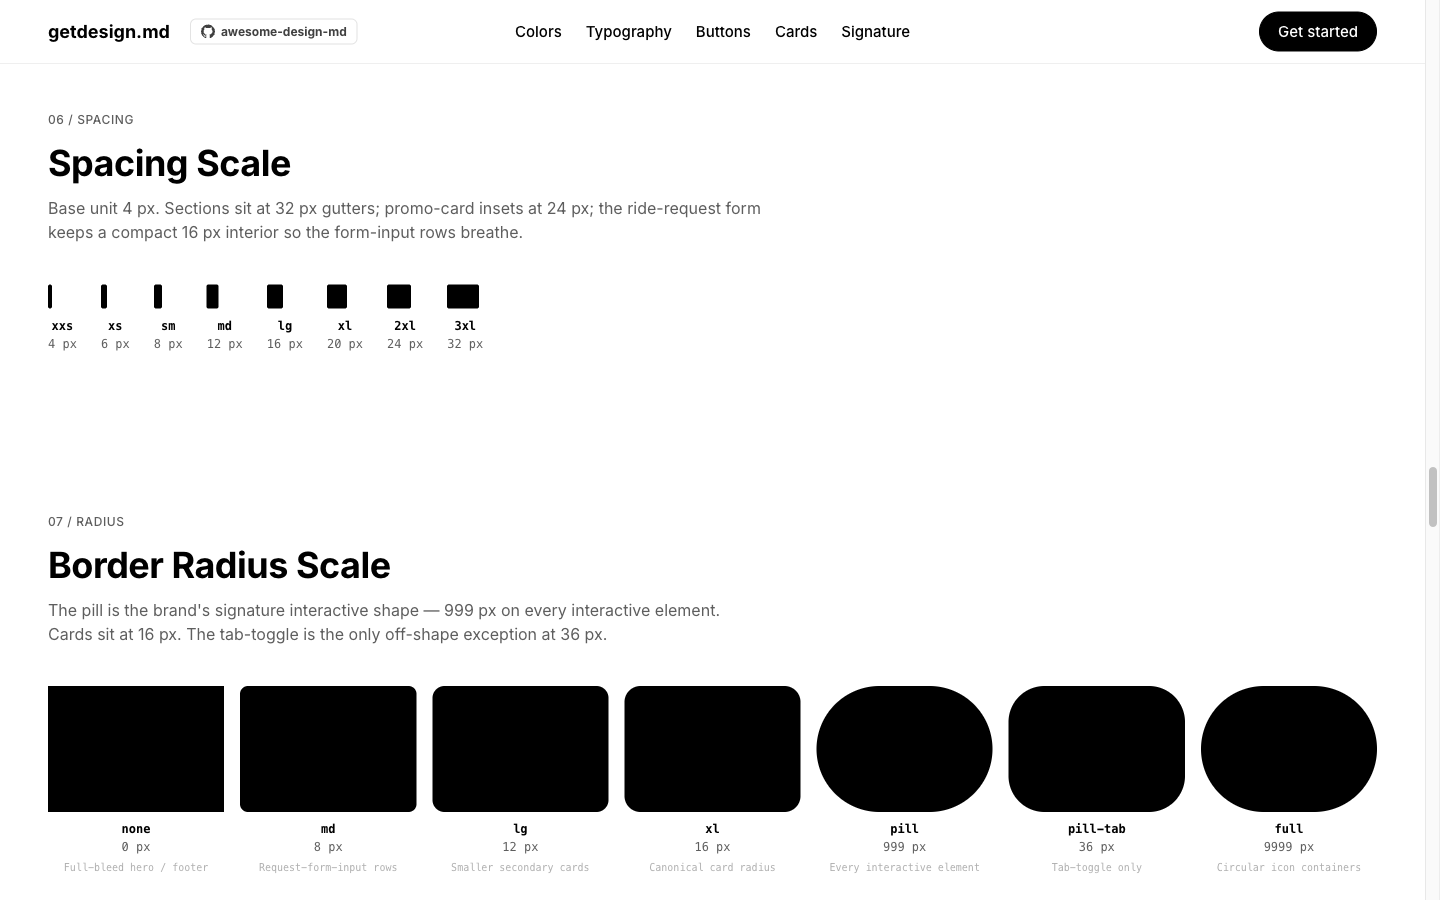 getdesign.md
awesome-design-md
Colors Typography Buttons Cards Signature
Get started
06 / SPACING
Spacing Scale
Base unit 4 px. Sections sit at 32 px gutters; promo-card insets at 24 px; the ride-request form
keeps a compact 16 px interior so the form-input rows breathe.
xxs xs sm md lg xl 2xl 3xl
4 px 6 px 8 px 12 px 16 px 20 px 24 px 32 px
07 / RADIUS
Border Radius Scale
The pill is the brand's signature interactive shape — 999 px on every interactive element.
Cards sit at 16 px. The tab-toggle is the only off-shape exception at 36 px.
none md lg xl pill pill-tab full
0 px 8 px 12 px 16 px 999 px 36 px 9999 px
Full-bleed hero / footer Request-form-input rows Smaller secondary cards Canonical card radius Every interactive element Tab-toggle only Circular icon containers